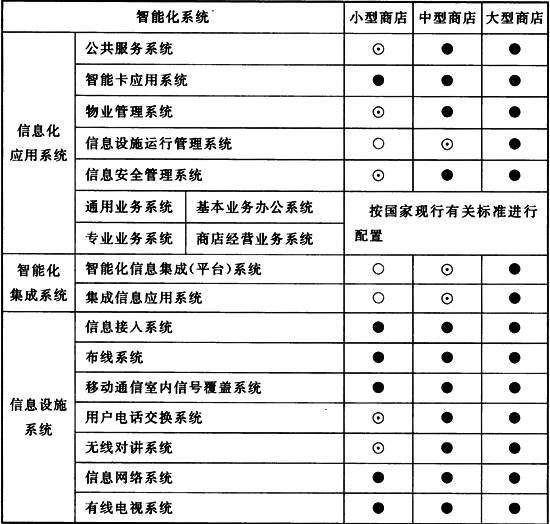 智能化系统 小型商店 中型商店 大型商店
信息化应用系统 公共服务系统 ⊙ ● ●
智能卡应用系统 ● ● ●
物业管理系统 ⊙ ● ●
信息设施运行管理系统 ○ ⊙ ●
信息安全管理系统 ⊙ ● ●
通用业务系统 基本业务办公系统 按国家现行有关标准进行
专业业务系统 商店经营业务系统 配置
智能化集成系统 智能化信息集成(平台)系统 ○ ⊙ ●
集成信息应用系统 ○ ⊙ ●
信息设施系统 信息接入系统 ● ● ●
布线系统 ● ● ●
移动通信室内信号覆盖系统 ● ● ●
用户电话交换系统 ⊙ ● ●
无线对讲系统 ⊙ ● ●
信息网络系统 ● ● ●
有线电视系统 ● ● ●